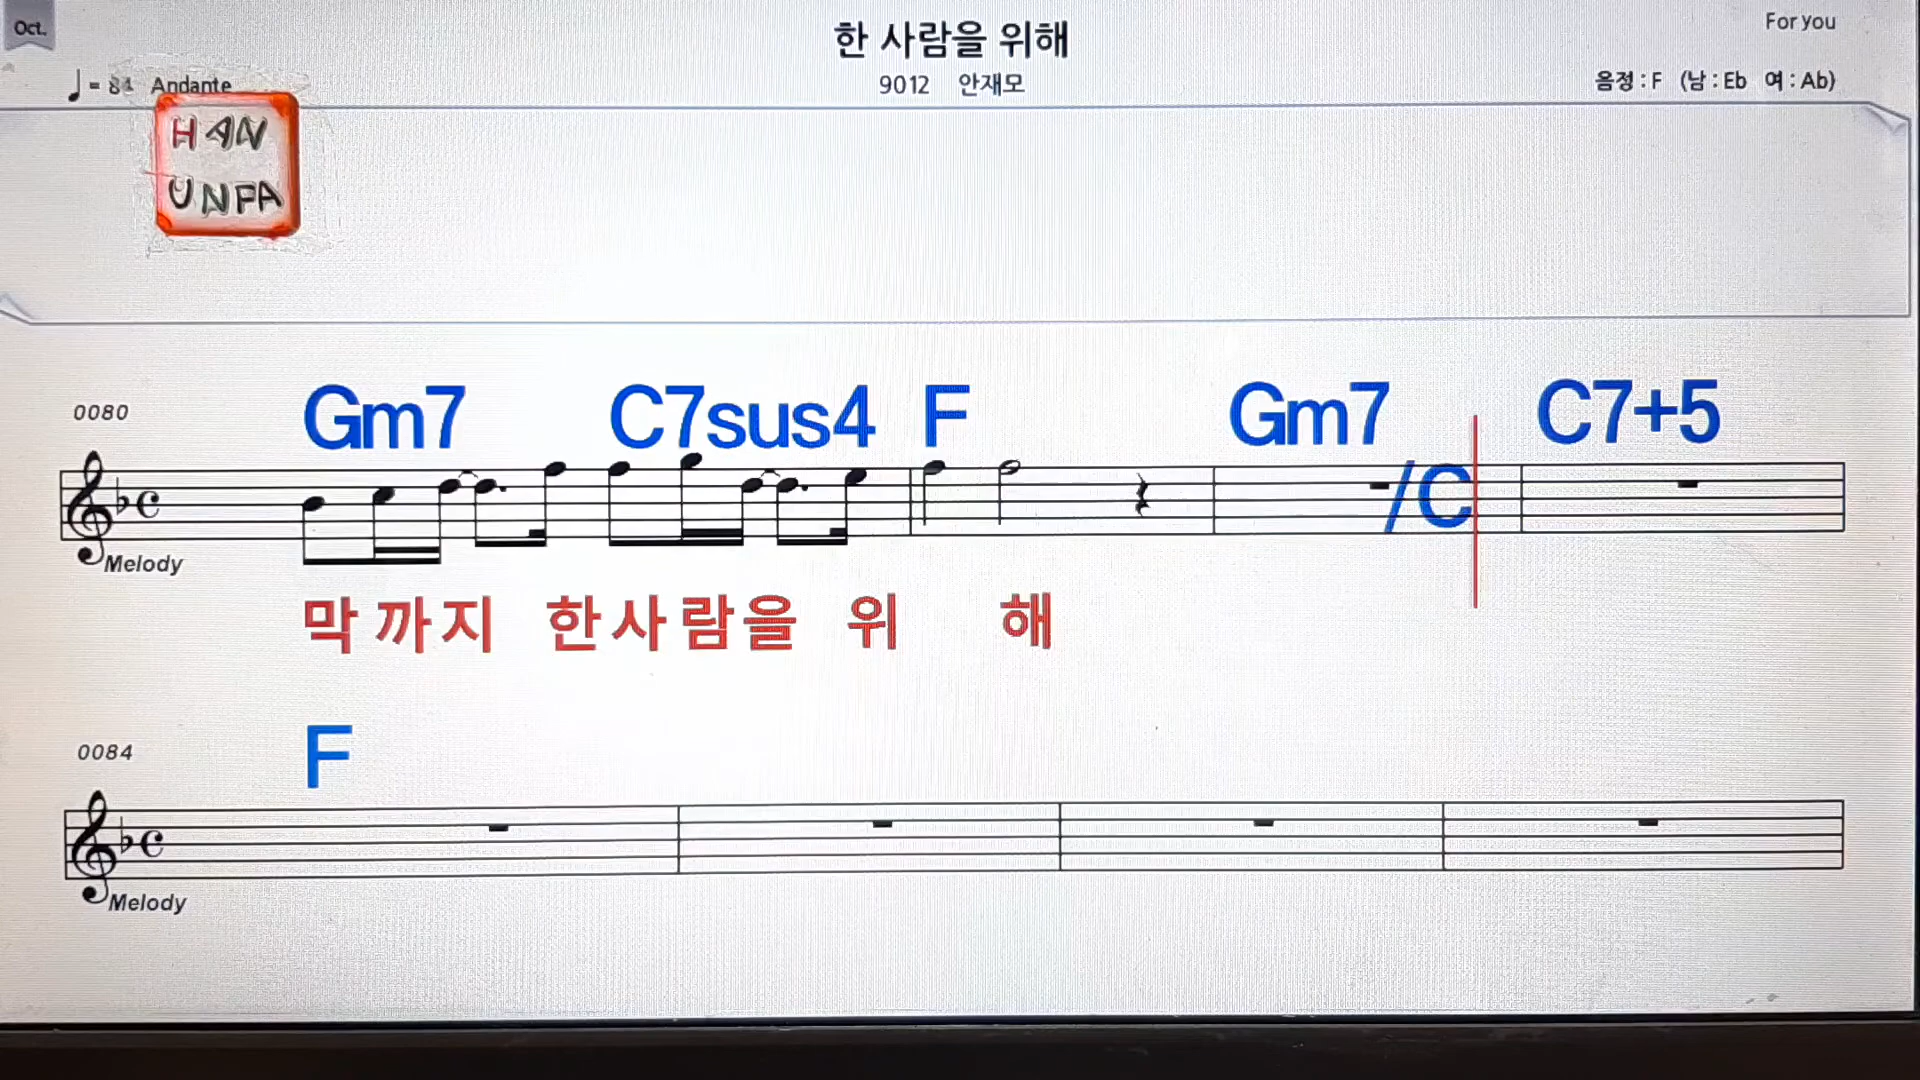 Oct.
한 사람을 위해
For you
= 84 Andante
9012 안재모
음정 : F (남 : Eb 여 : Ab)
HAN
UNFA
0080
Gm7 C7sus4 F Gm7/C C7+5
Melody
막까지 한사람을 위 해
0084
F
Melody